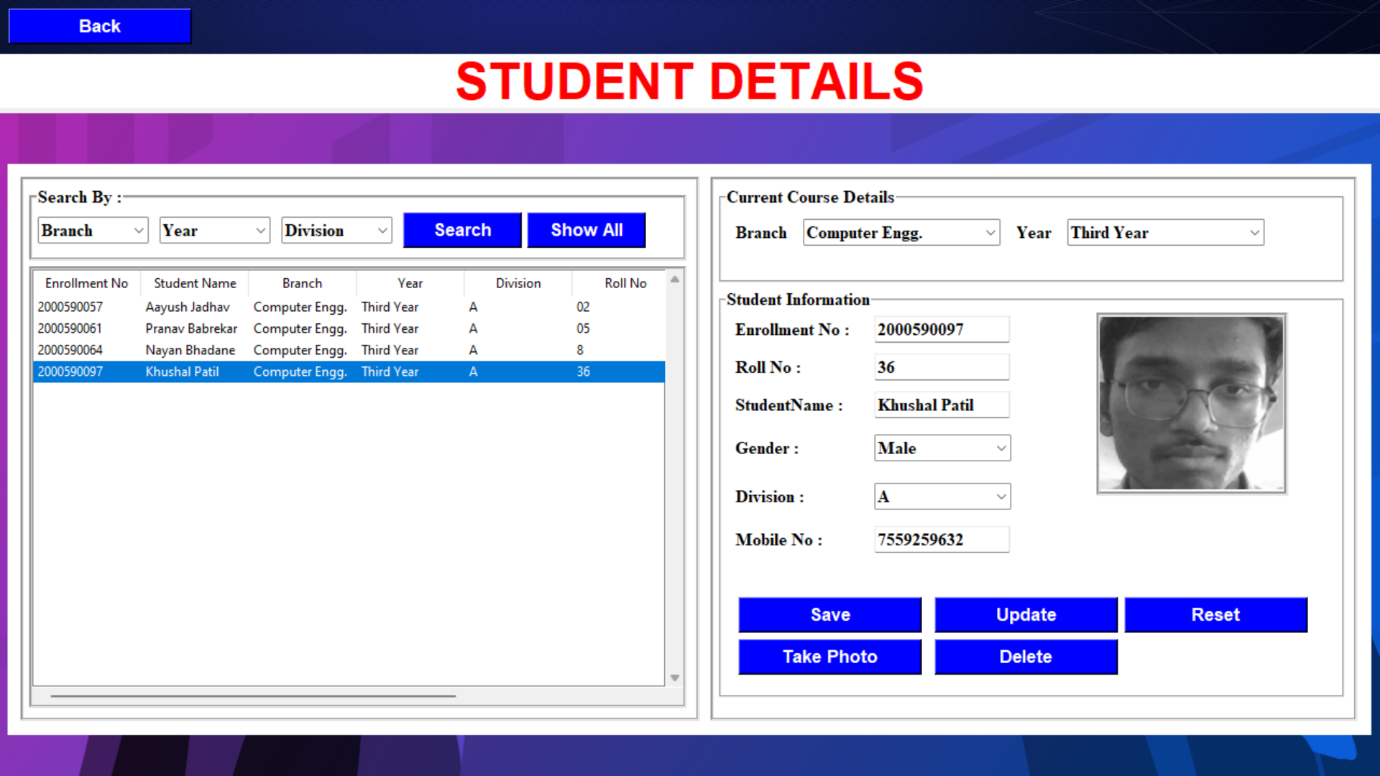 Back
STUDENT DETAILS
Search By :
Branch Year Division Search Show All
Enrollment No Student Name Branch Year Division Roll No
2000590057 Aayush Jadhav Computer Engg. Third Year A 02
2000590061 Pranav Babrekar Computer Engg. Third Year A 05
2000590064 Nayan Bhadane Computer Engg. Third Year A 8
2000590097 Khushal Patil Computer Engg. Third Year A 36
Current Course Details
Branch Computer Engg. Year Third Year
Student Information
Enrollment No : 2000590097
Roll No : 36
StudentName : Khushal Patil
Gender : Male
Division : A
Mobile No : 7559259632
Save Update Reset
Take Photo Delete